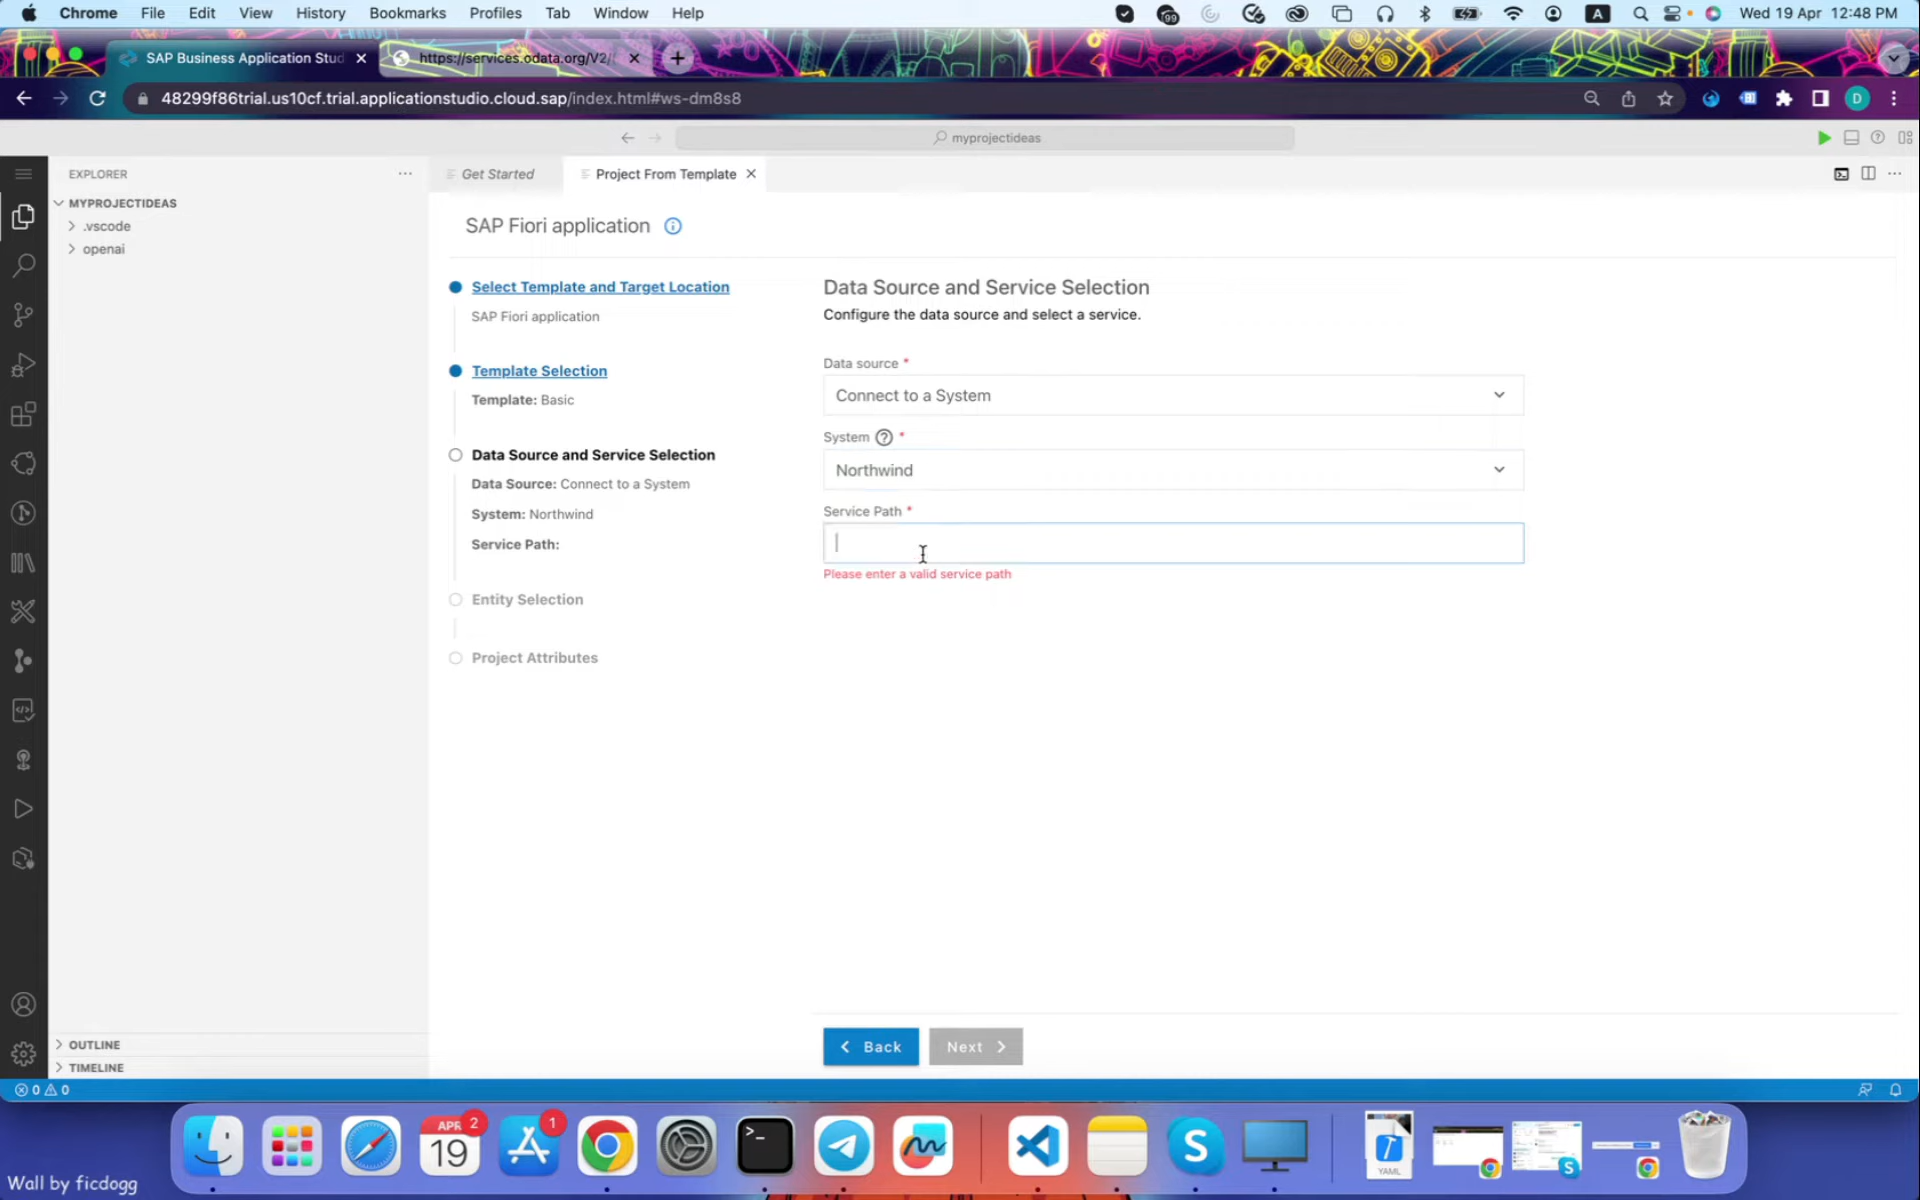 Chrome File Edit View History Bookmarks Profiles Tab Window Help
99
A
Wed 19 Apr 12:48 PM
SAP Business Application Stud
https://services.odata.org/V2/
48299f86trial.us10cf.trial.applicationstudio.cloud.sap/index.html#ws-dm8s8
D
myprojectideas
EXPLORER
Get Started
Project From Template
MYPROJECTIDEAS
.vscode
openai
SAP Fiori application
Select Template and Target Location
SAP Fiori application
Template Selection
Template: Basic
Data Source and Service Selection
Data Source: Connect to a System
System: Northwind
Service Path:
Entity Selection
Project Attributes
Data Source and Service Selection
Configure the data source and select a service.
Data source *
Connect to a System
System ? *
Northwind
Service Path *
Please enter a valid service path
Back
Next
OUTLINE
TIMELINE
0 0
APR 2
19
1
>_
S
YAML
S
Wall by ficdogg